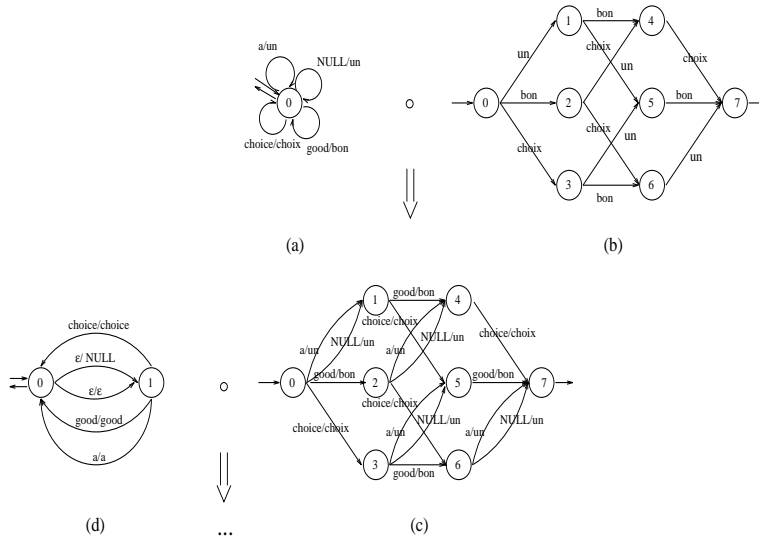 a/un
NULL/un
0
choice/choix
good/bon
(a)
1
bon
4
un
choix
un
choix
0
bon
2
5
bon
7
choix
choix
un
un
3
bon
6
(b)
choice/choice
ε/ NULL
0
1
ε/ε
good/good
a/a
(d)
...
1
good/bon
4
choice/choix
a/un
NULL/un
a/un
NULL/un
choice/choix
0
good/bon
2
5
good/bon
7
choice/choix
choice/choix
a/un
NULL/un
a/un
NULL/un
3
good/bon
6
(c)